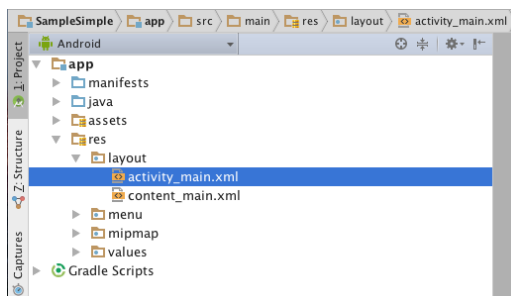 SampleSimple app src main res layout activity_main.xml
1: Project
Android
app
manifests
java
assets
res
layout
activity_main.xml
content_main.xml
menu
mipmap
values
Gradle Scripts
Z: Structure
Captures